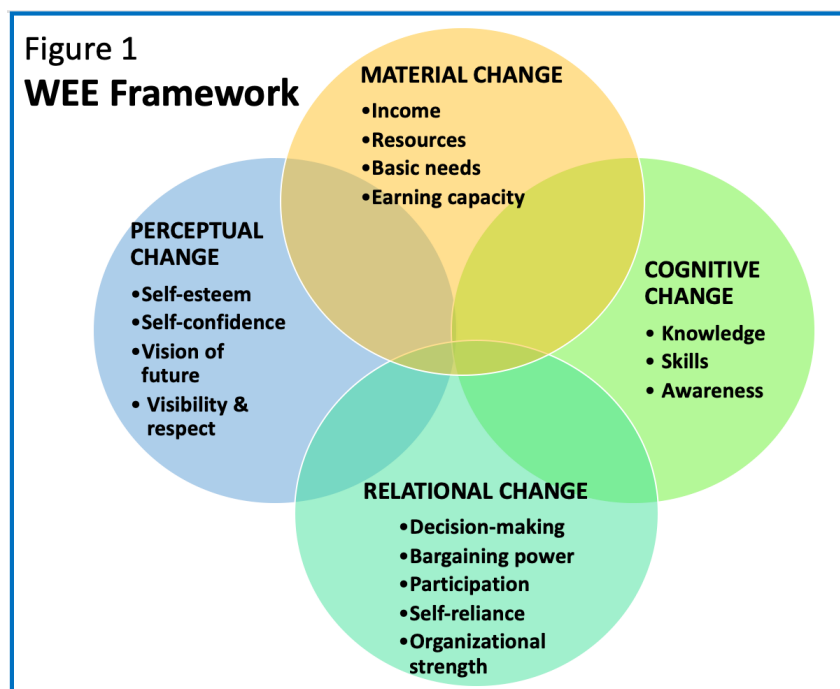 Figure 1
WEE Framework
MATERIAL CHANGE
•Income
•Resources
•Basic needs
•Earning capacity
PERCEPTUAL
CHANGE
•Self-esteem
•Self-confidence
•Vision of
future
• Visibility &
respect
COGNITIVE
CHANGE
• Knowledge
• Skills
• Awareness
RELATIONAL CHANGE
•Decision-making
•Bargaining power
•Participation
•Self-reliance
•Organizational
strength